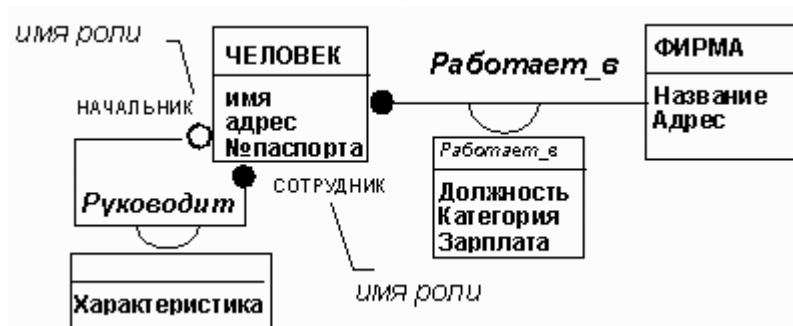 имя роли
ЧЕЛОВЕК
имя
адрес
№паспорта
Работает_в
ФИРМА
Название
Адрес
НАЧАЛЬНИК
Руководит
СОТРУДНИК
Работает_в
Должность
Категория
Зарплата
Характеристика
имя роли